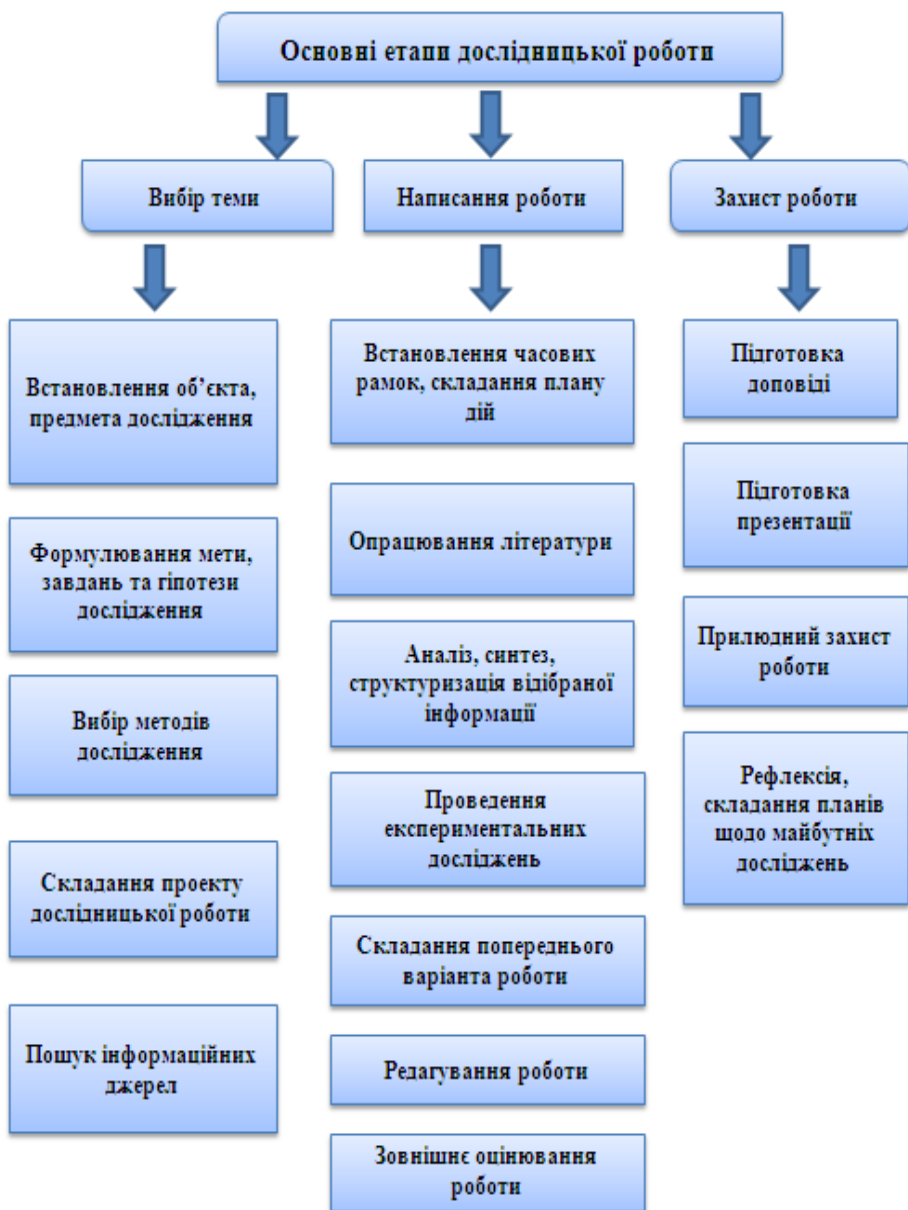 Основні етапи дослідницької роботи
Вибір теми
Написання роботи
Захист роботи
Встановлення об’єкта,
предмета дослідження
Формулювання мети,
завдань та гіпотези
дослідження
Вибір методів
дослідження
Складання проекту
дослідницької роботи
Пошук інформаційних
джерел
Встановлення часових
рамок, складання плану
дій
Опрацювання літератури
Аналіз, синтез,
структуризація відібраної
інформації
Проведення
експериментальних
досліджень
Складання попереднього
варіанта роботи
Редагування роботи
Зовнішнє оцінювання
роботи
Підготовка
доповіді
Підготовка
презентації
Прилюдний захист
роботи
Рефлексія,
складання планів
щодо майбутніх
досліджень